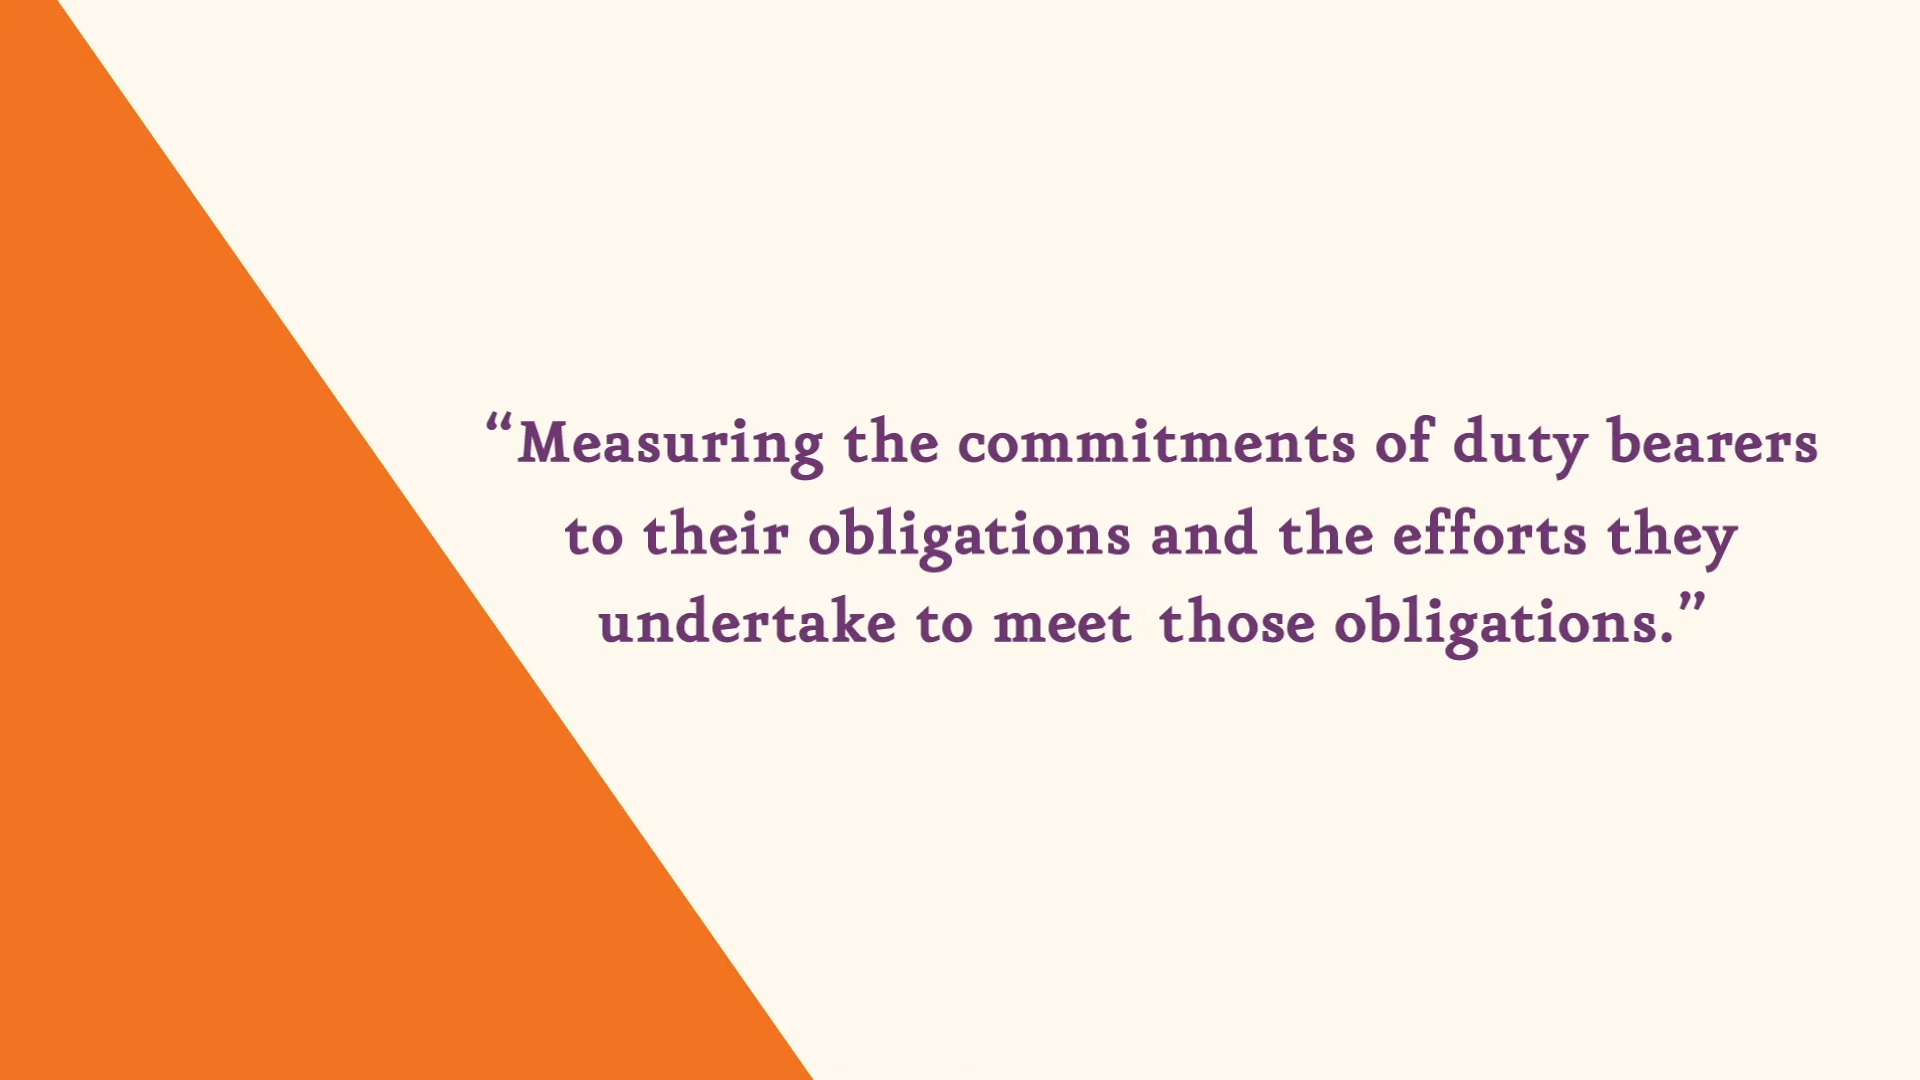 “Measuring the commitments of duty bearers
to their obligations and the efforts they
undertake to meet those obligations.”